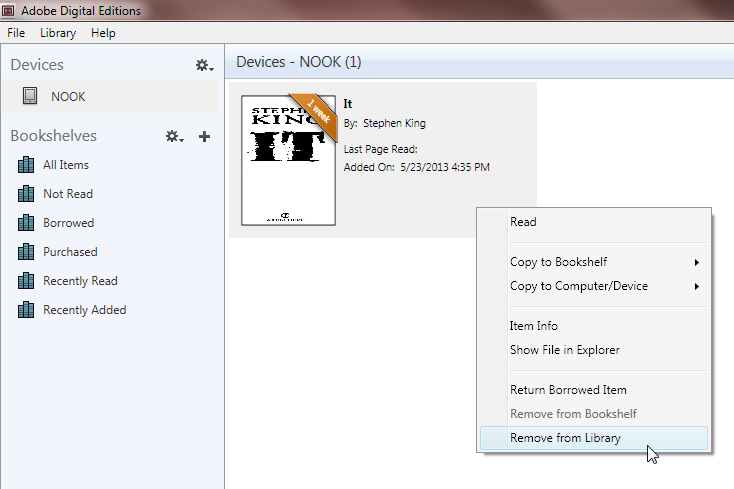 Adobe Digital Editions
File Library Help
Devices
NOOK
Bookshelves
All Items
Not Read
Borrowed
Purchased
Recently Read
Recently Added
Devices - NOOK (1)
STEPHEN
KING
IT
1 week
It
By: Stephen King
Last Page Read:
Added On: 5/23/2013 4:35 PM
Read
Copy to Bookshelf
Copy to Computer/Device
Item Info
Show File in Explorer
Return Borrowed Item
Remove from Bookshelf
Remove from Library